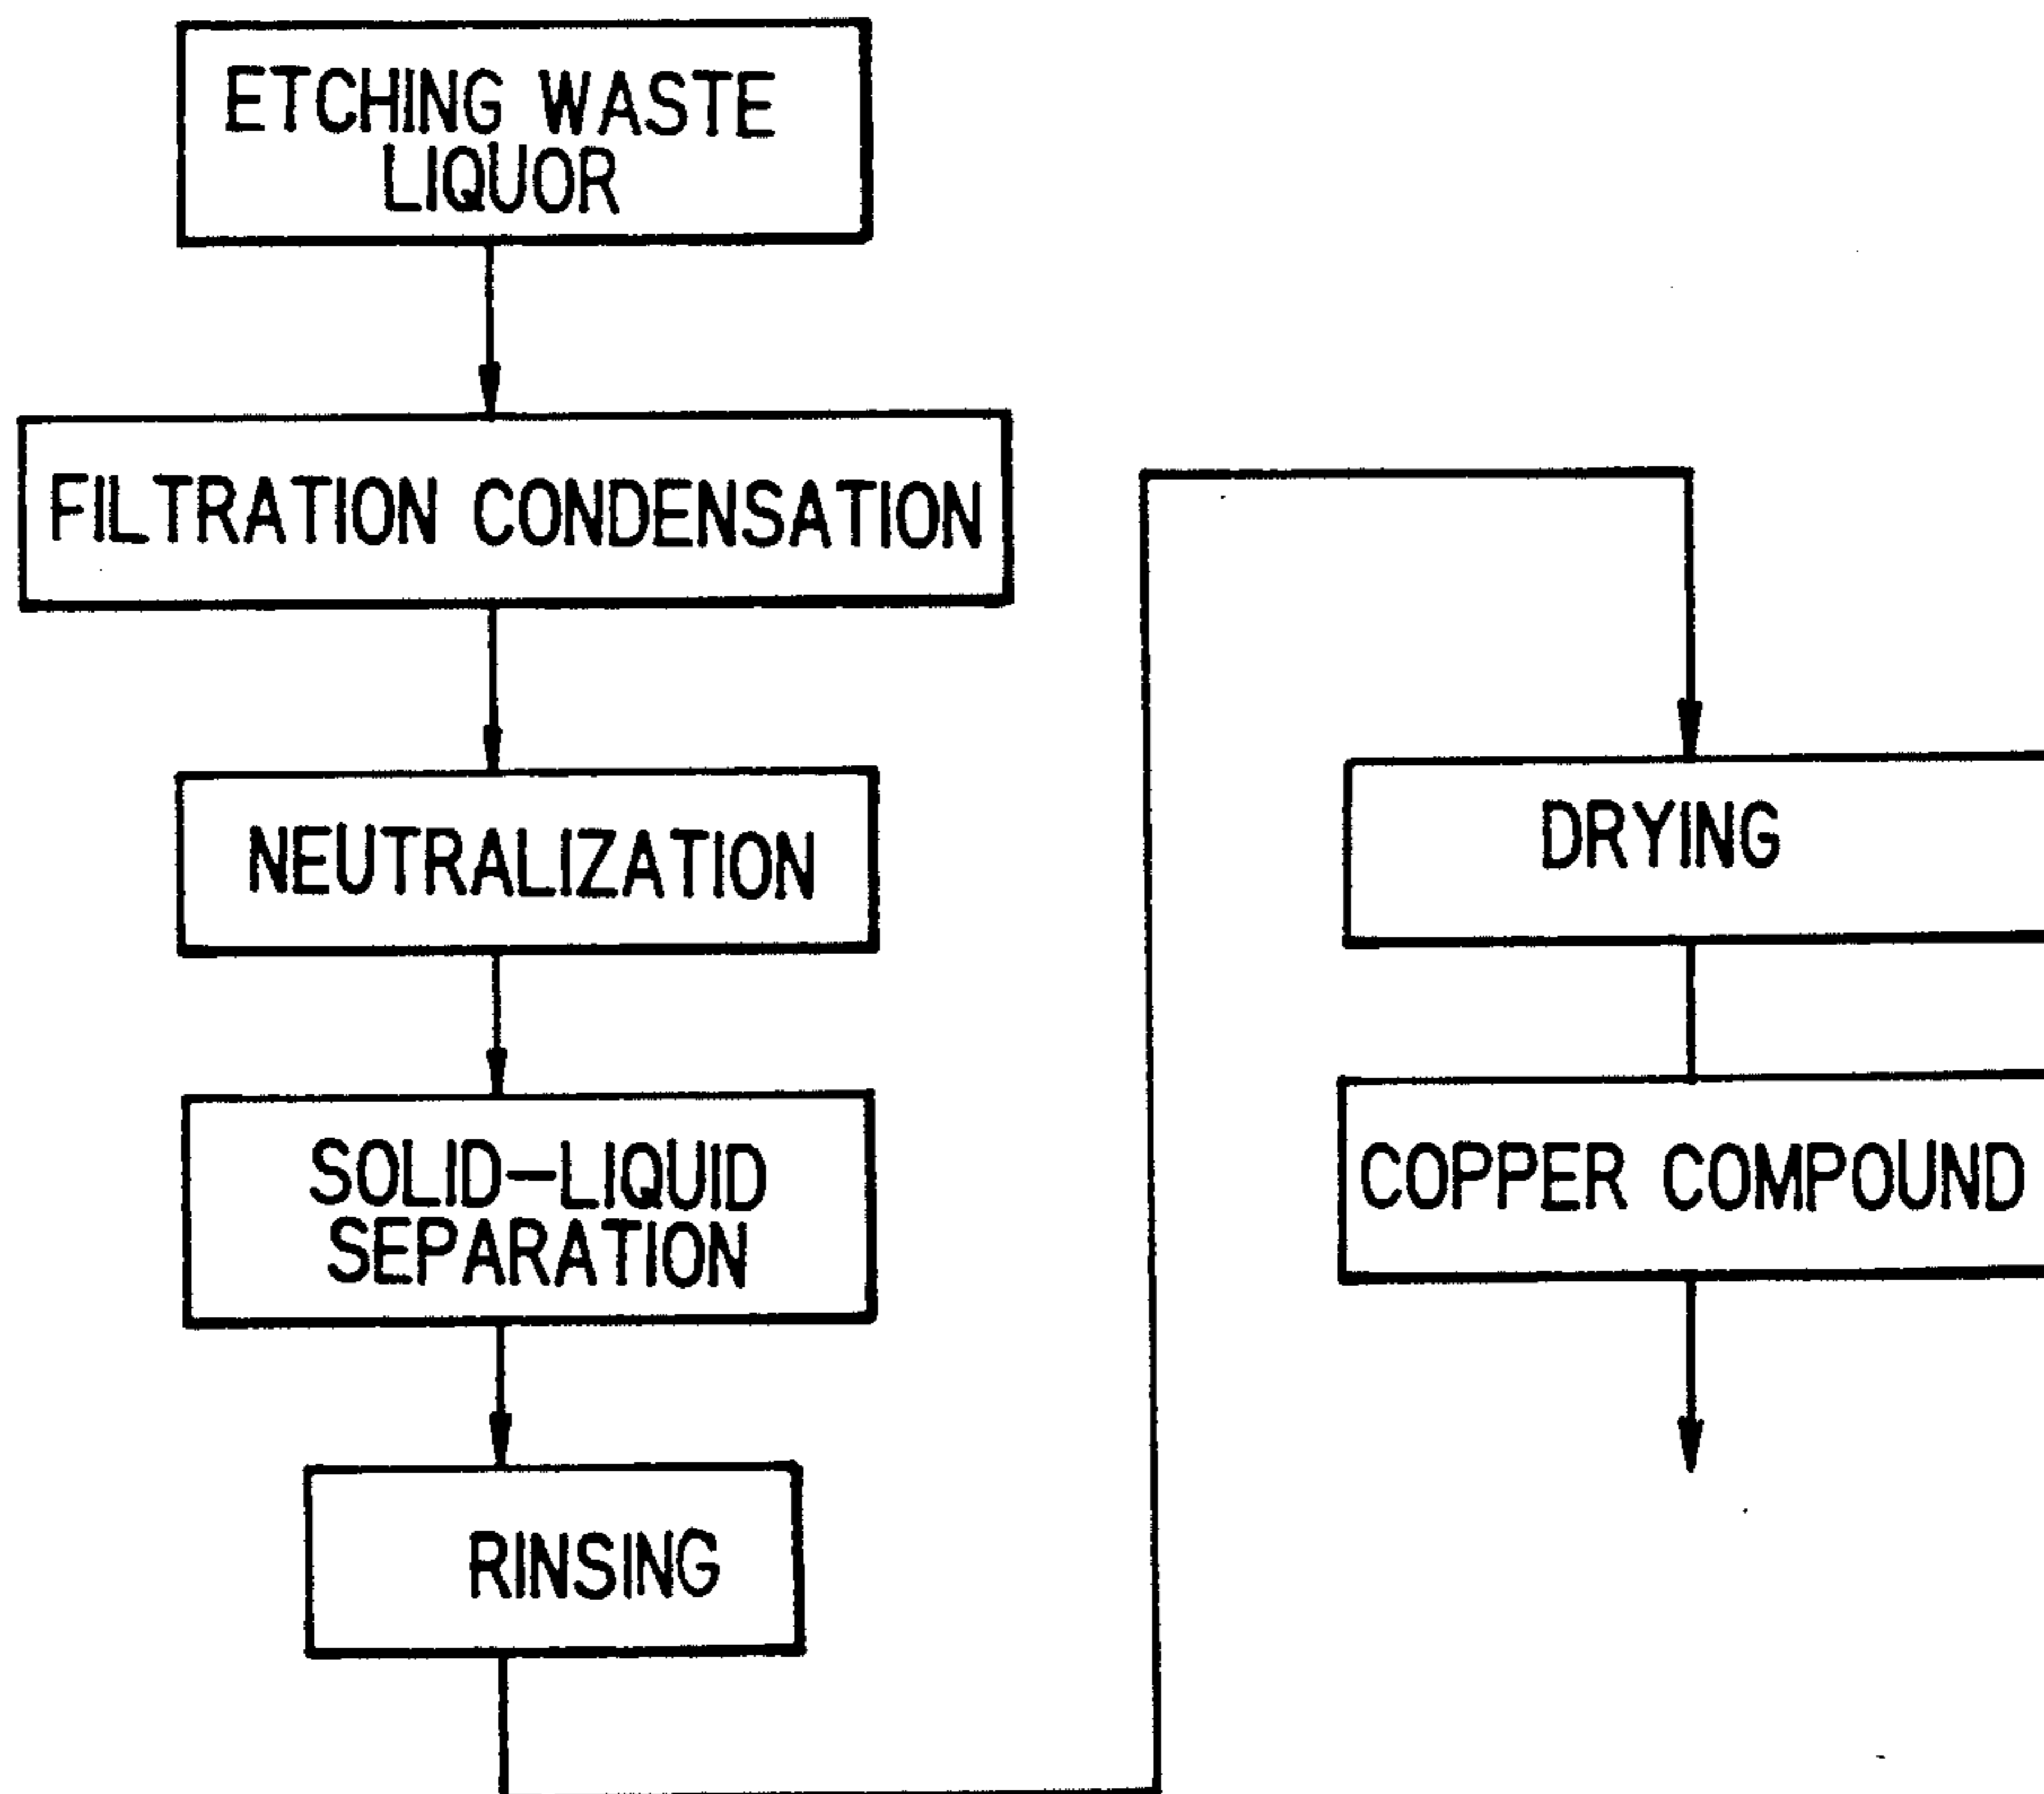 ETCHING WASTE
LIQUOR
FILTRATION CONDENSATION
NEUTRALIZATION
SOLID-LIQUID
SEPARATION
RINSING
DRYING
COPPER COMPOUND